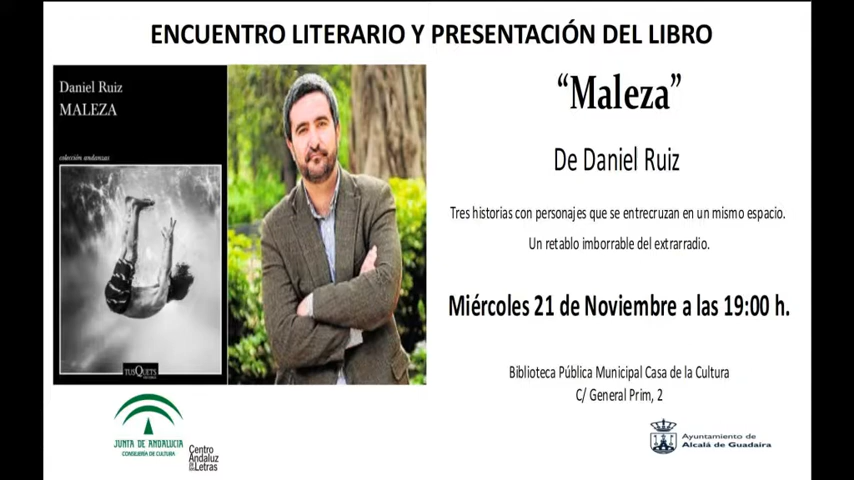 ENCUENTRO LITERARIO Y PRESENTACIÓN DEL LIBRO
Daniel Ruiz
MALEZA
colección andanzas
TUSQUETS
“Maleza”
De Daniel Ruiz
Tres historias con personajes que se entrecruzan en un mismo espacio.
Un retablo imborrable del extrarradio.
Miércoles 21 de Noviembre a las 19:00 h.
Biblioteca Pública Municipal Casa de la Cultura
C/ General Prim, 2
JUNTA DE ANDALUCIA
CONSEJERÍA DE CULTURA
Centro
Andaluz
de las
Letras
Ayuntamiento de
Alcalá de Guadaíra